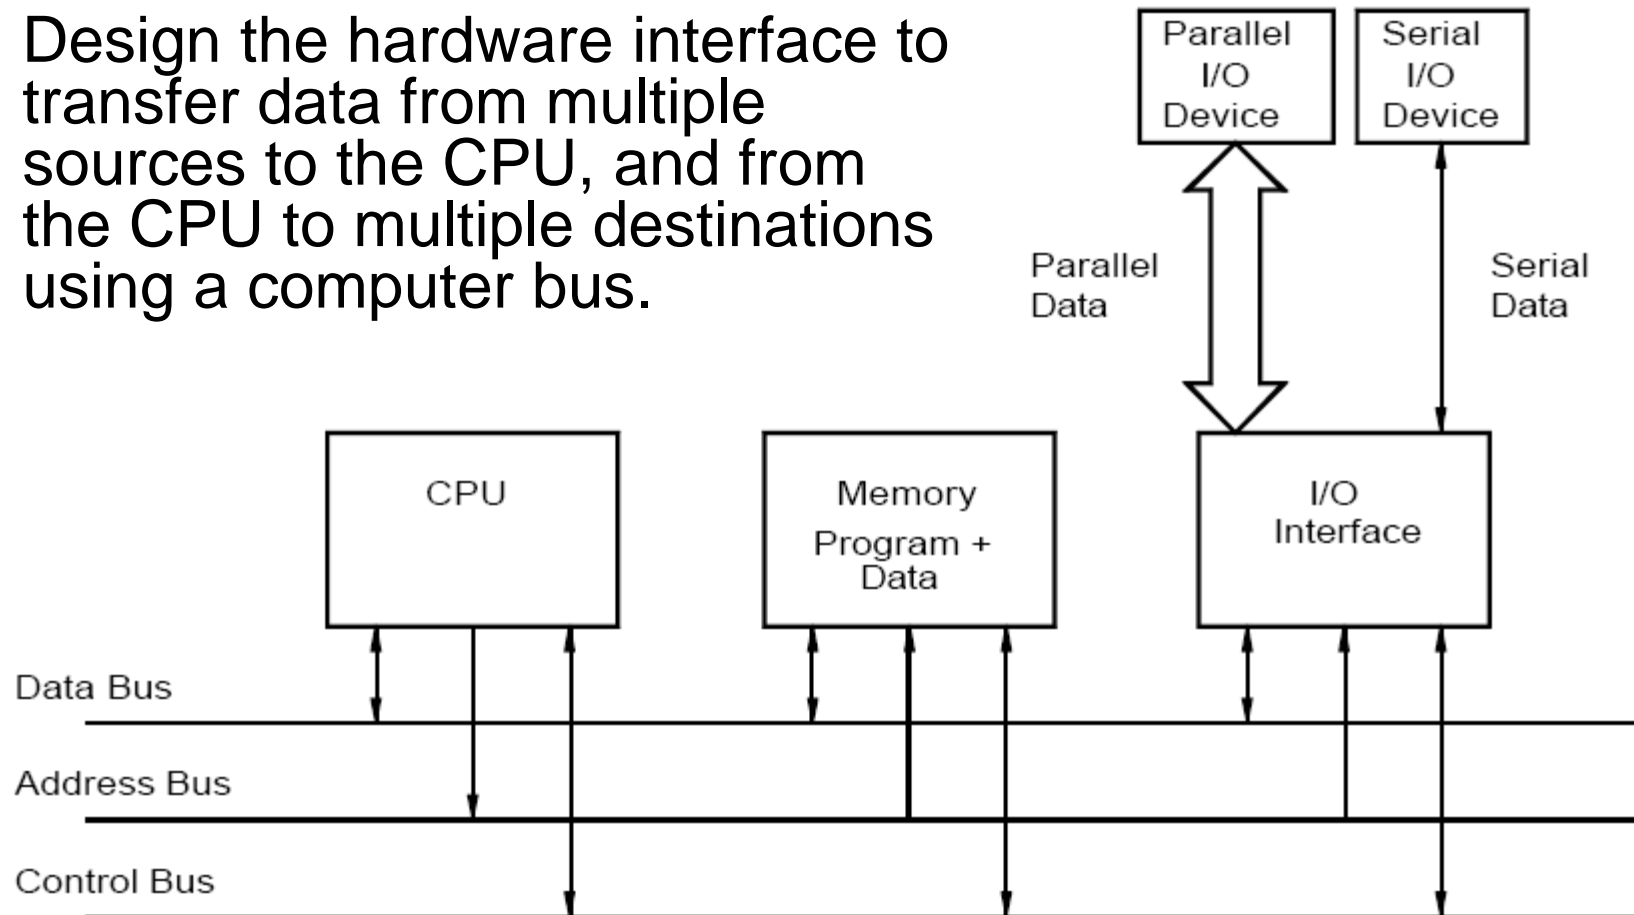 Design the hardware interface to
transfer data from multiple
sources to the CPU, and from
the CPU to multiple destinations
using a computer bus.
Parallel
I/O
Device
Serial
I/O
Device
Parallel
Data
Serial
Data
CPU
Memory
Program +
Data
I/O
Interface
Data Bus
Address Bus
Control Bus